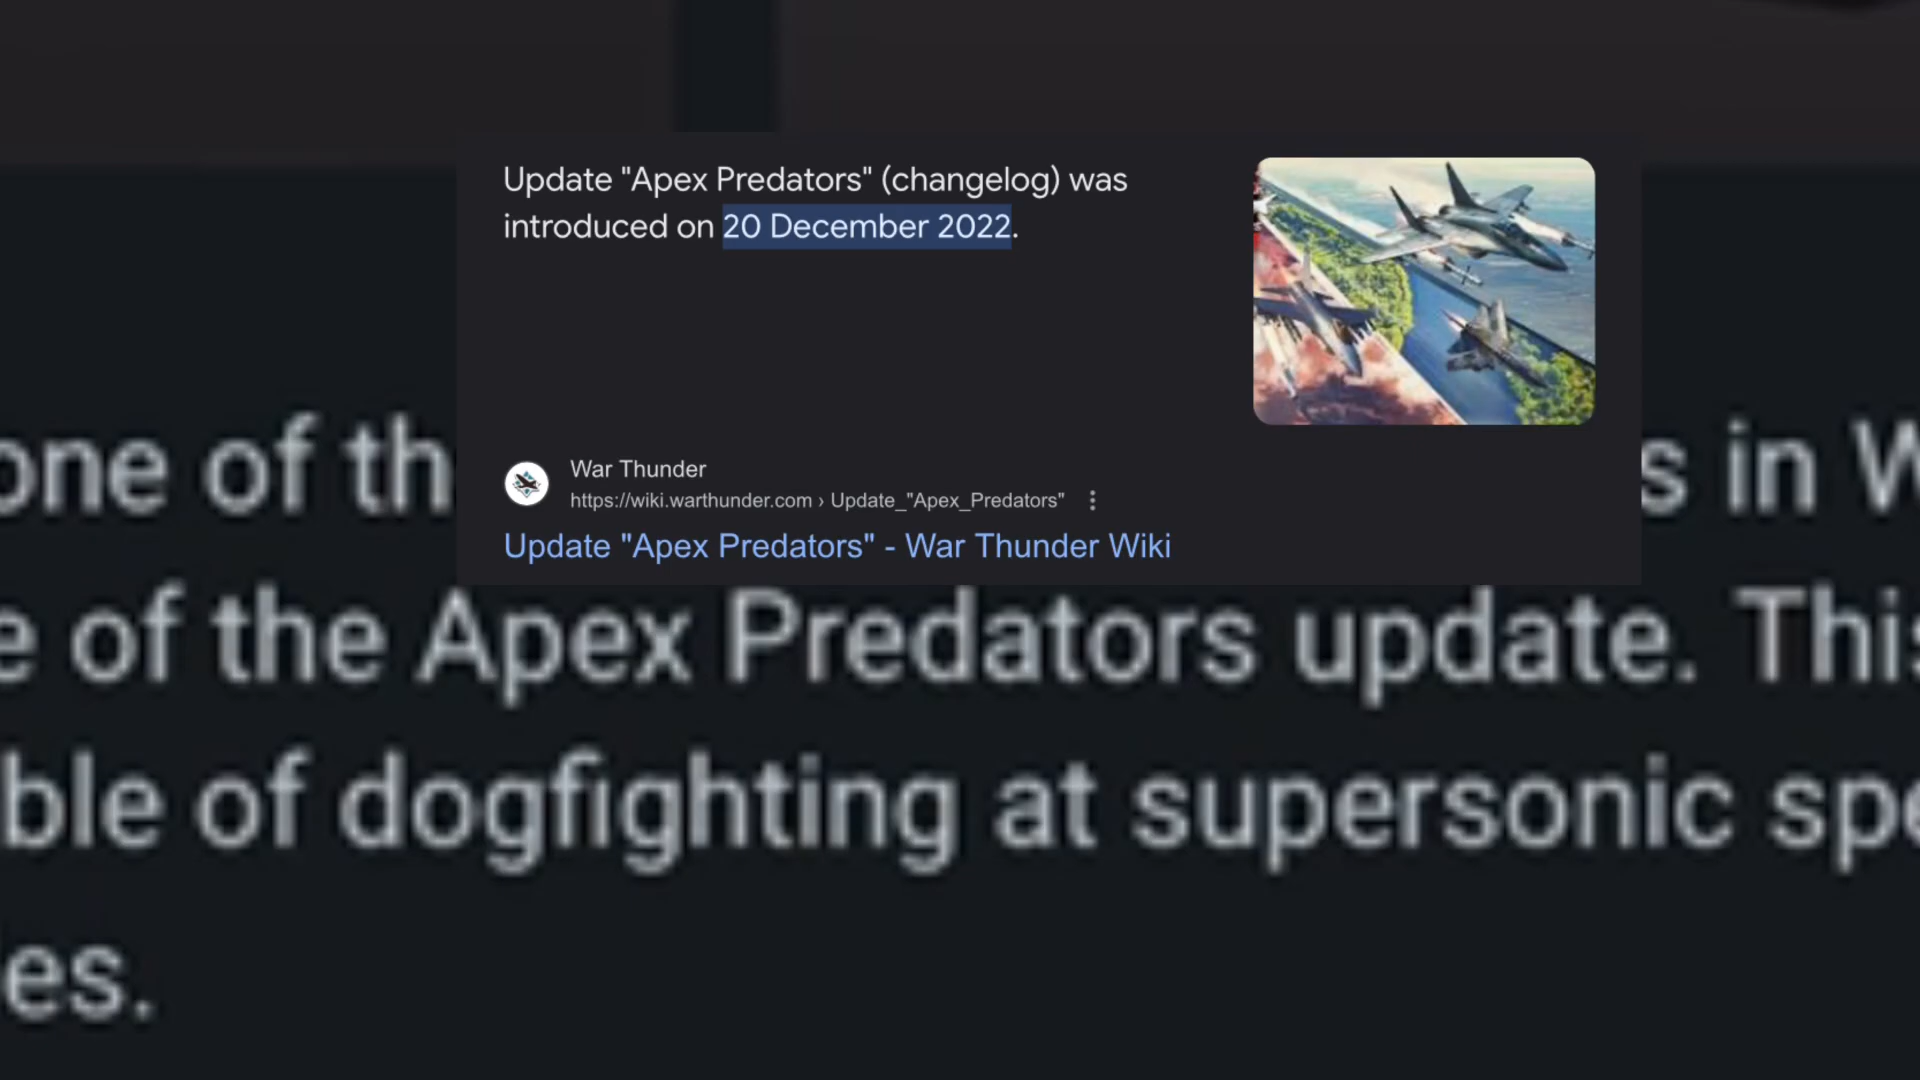 Update "Apex Predators" (changelog) was
introduced on 20 December 2022.
War Thunder
https://wiki.warthunder.com › Update_"Apex_Predators"
Update "Apex Predators" - War Thunder Wiki
one of th
s in W
e of the Apex Predators update. This
ble of dogfighting at supersonic spe
es.